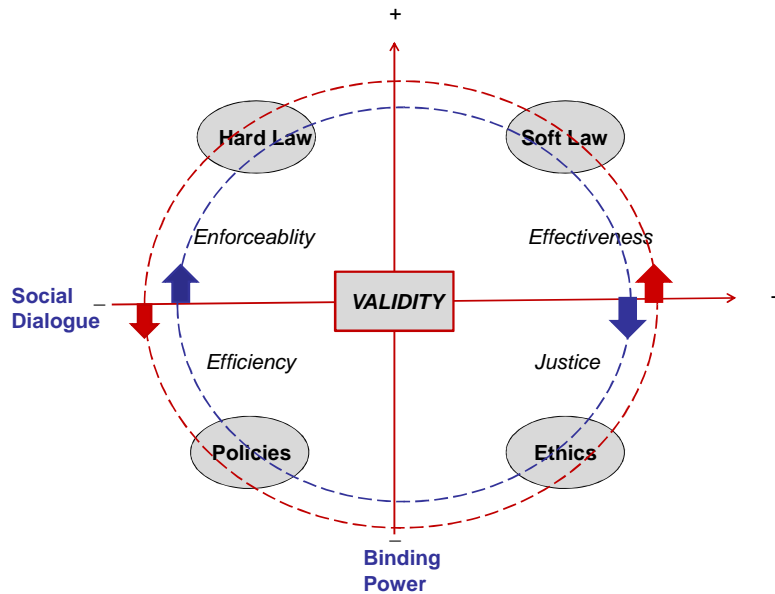 +
Hard Law
Soft Law
Enforceablity
Effectiveness
Social
Dialogue
–
VALIDITY
+
Efficiency
Justice
Policies
Ethics
–
Binding
Power